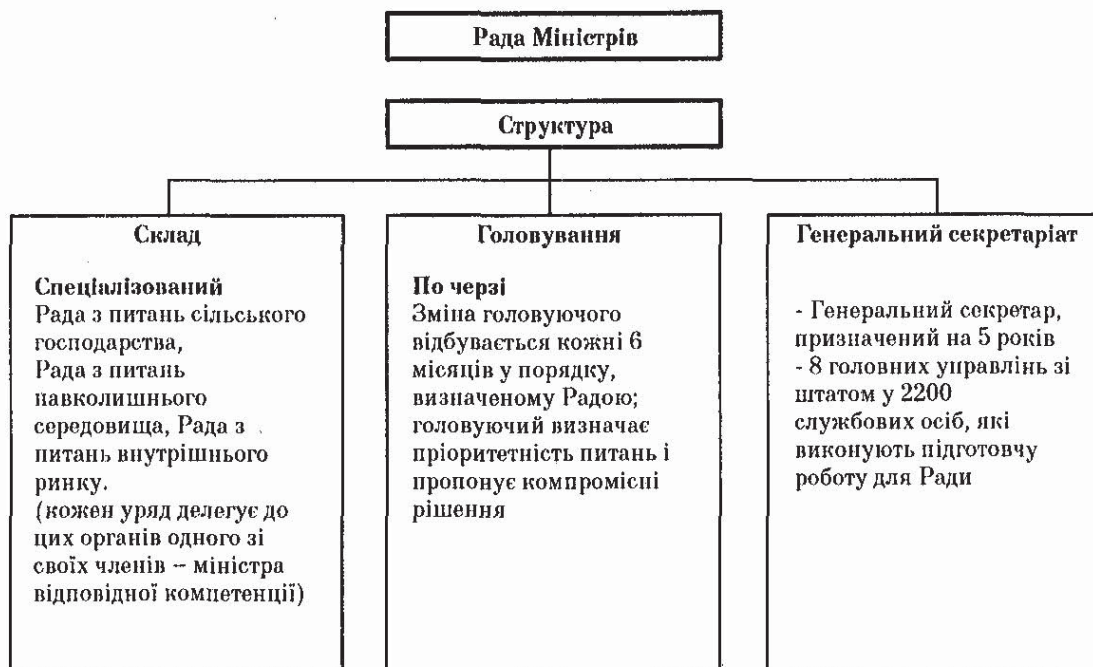 Рада Міністрів
Структура
Склад
Спеціалізований
Рада з питань сільського
господарства,
Рада з питань
навколишнього
середовища, Рада з
питань внутрішнього
ринку.
(кожен уряд делегує до
цих органів одного зі
своїх членів – міністра
відповідної компетенції)
Головування
По черзі
Зміна головуючого
відбувається кожні 6
місяців у порядку,
визначеному Радою;
головуючий визначає
пріоритетність питань і
пропонує компромісні
рішення
Генеральний секретаріат
- Генеральний секретар,
призначений на 5 років
- 8 головних управлінь зі
штатом у 2200
службових осіб, які
виконують підготовчу
роботу для Ради